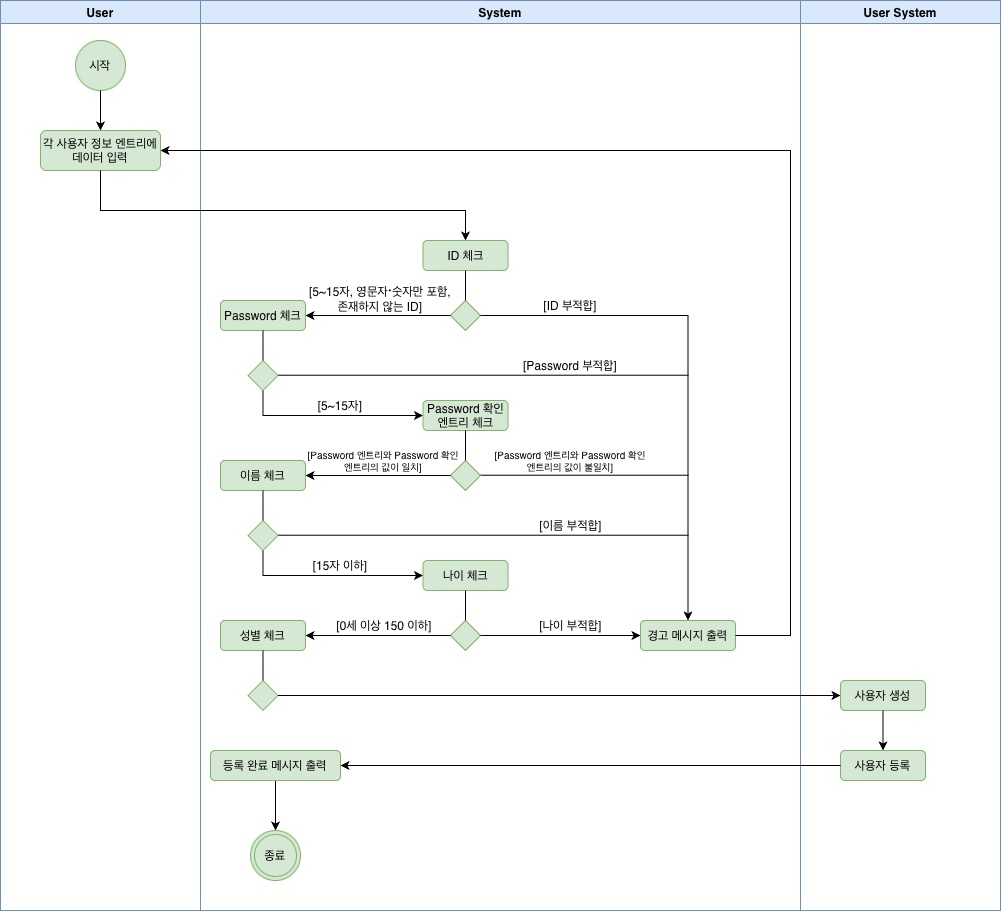 User
System
User System
시작
각 사용자 정보 엔트리에
데이터 입력
ID 체크
[5~15자, 영문자·숫자만 포함,
존재하지 않는 ID]
[ID 부적합]
Password 체크
[Password 부적합]
[5~15자]
Password 확인
엔트리 체크
[Password 엔트리와 Password 확인
엔트리의 값이 일치]
[Password 엔트리와 Password 확인
엔트리의 값이 불일치]
이름 체크
[이름 부적합]
[15자 이하]
나이 체크
[0세 이상 150 이하]
[나이 부적합]
성별 체크
경고 메시지 출력
사용자 생성
등록 완료 메시지 출력
사용자 등록
종료